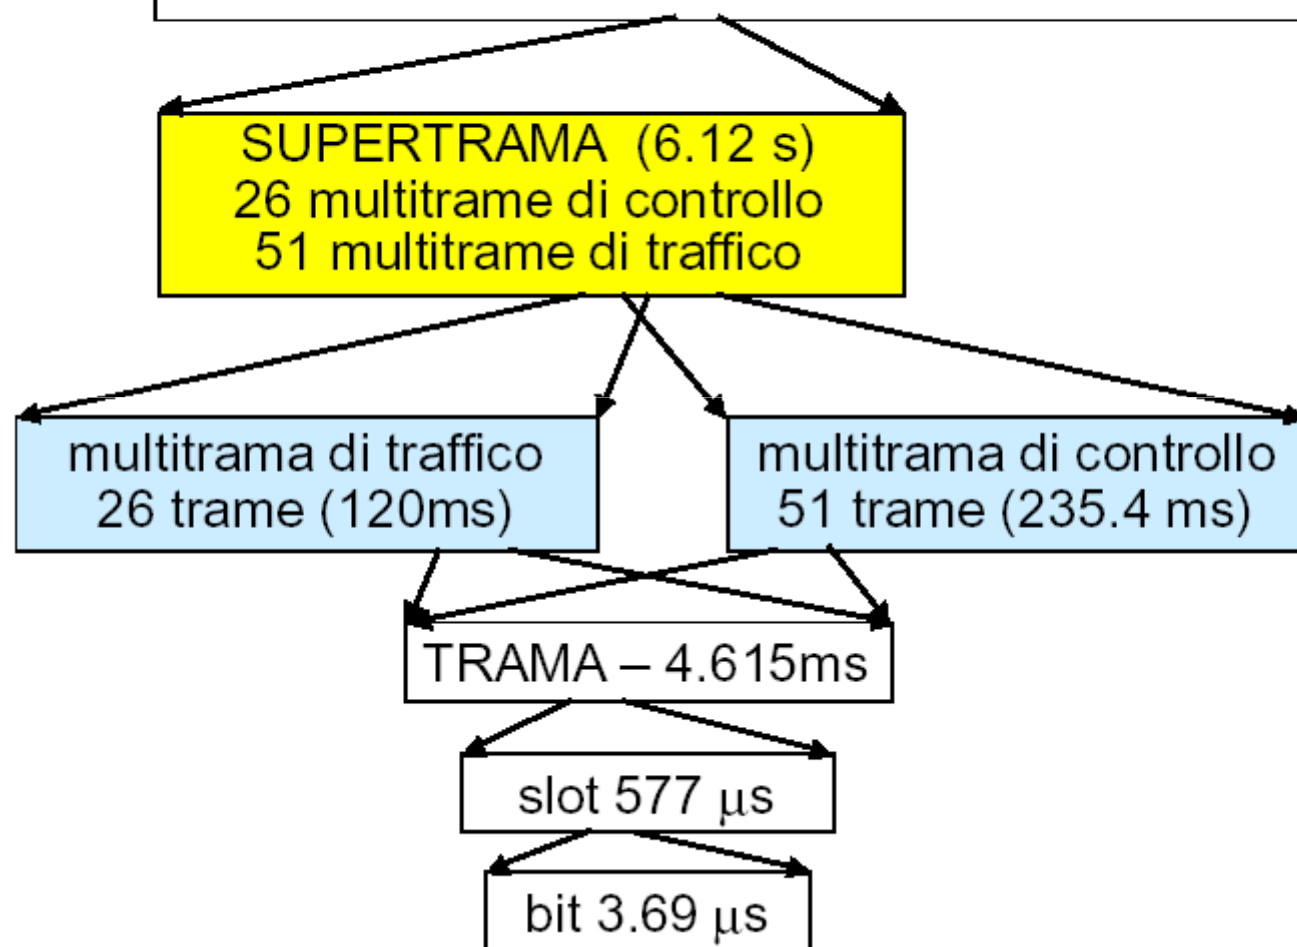 SUPERTRAMA (6.12 s)
26 multitrame di controllo
51 multitrame di traffico
multitrama di traffico
26 trame (120ms)
multitrama di controllo
51 trame (235.4 ms)
TRAMA – 4.615ms
slot 577 μs
bit 3.69 μs